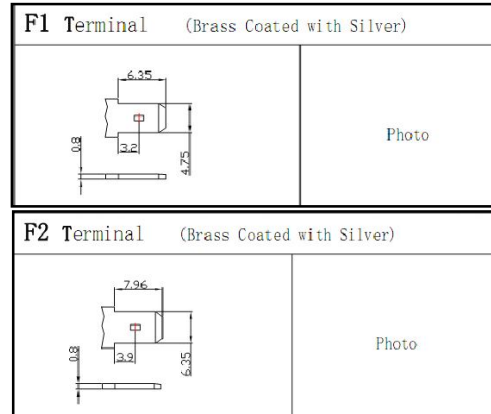 F1 Terminal (Brass Coated with Silver)
6.35
0.8
3.2
4.75
Photo
F2 Terminal (Brass Coated with Silver)
7.96
0.8
3.9
6.35
Photo